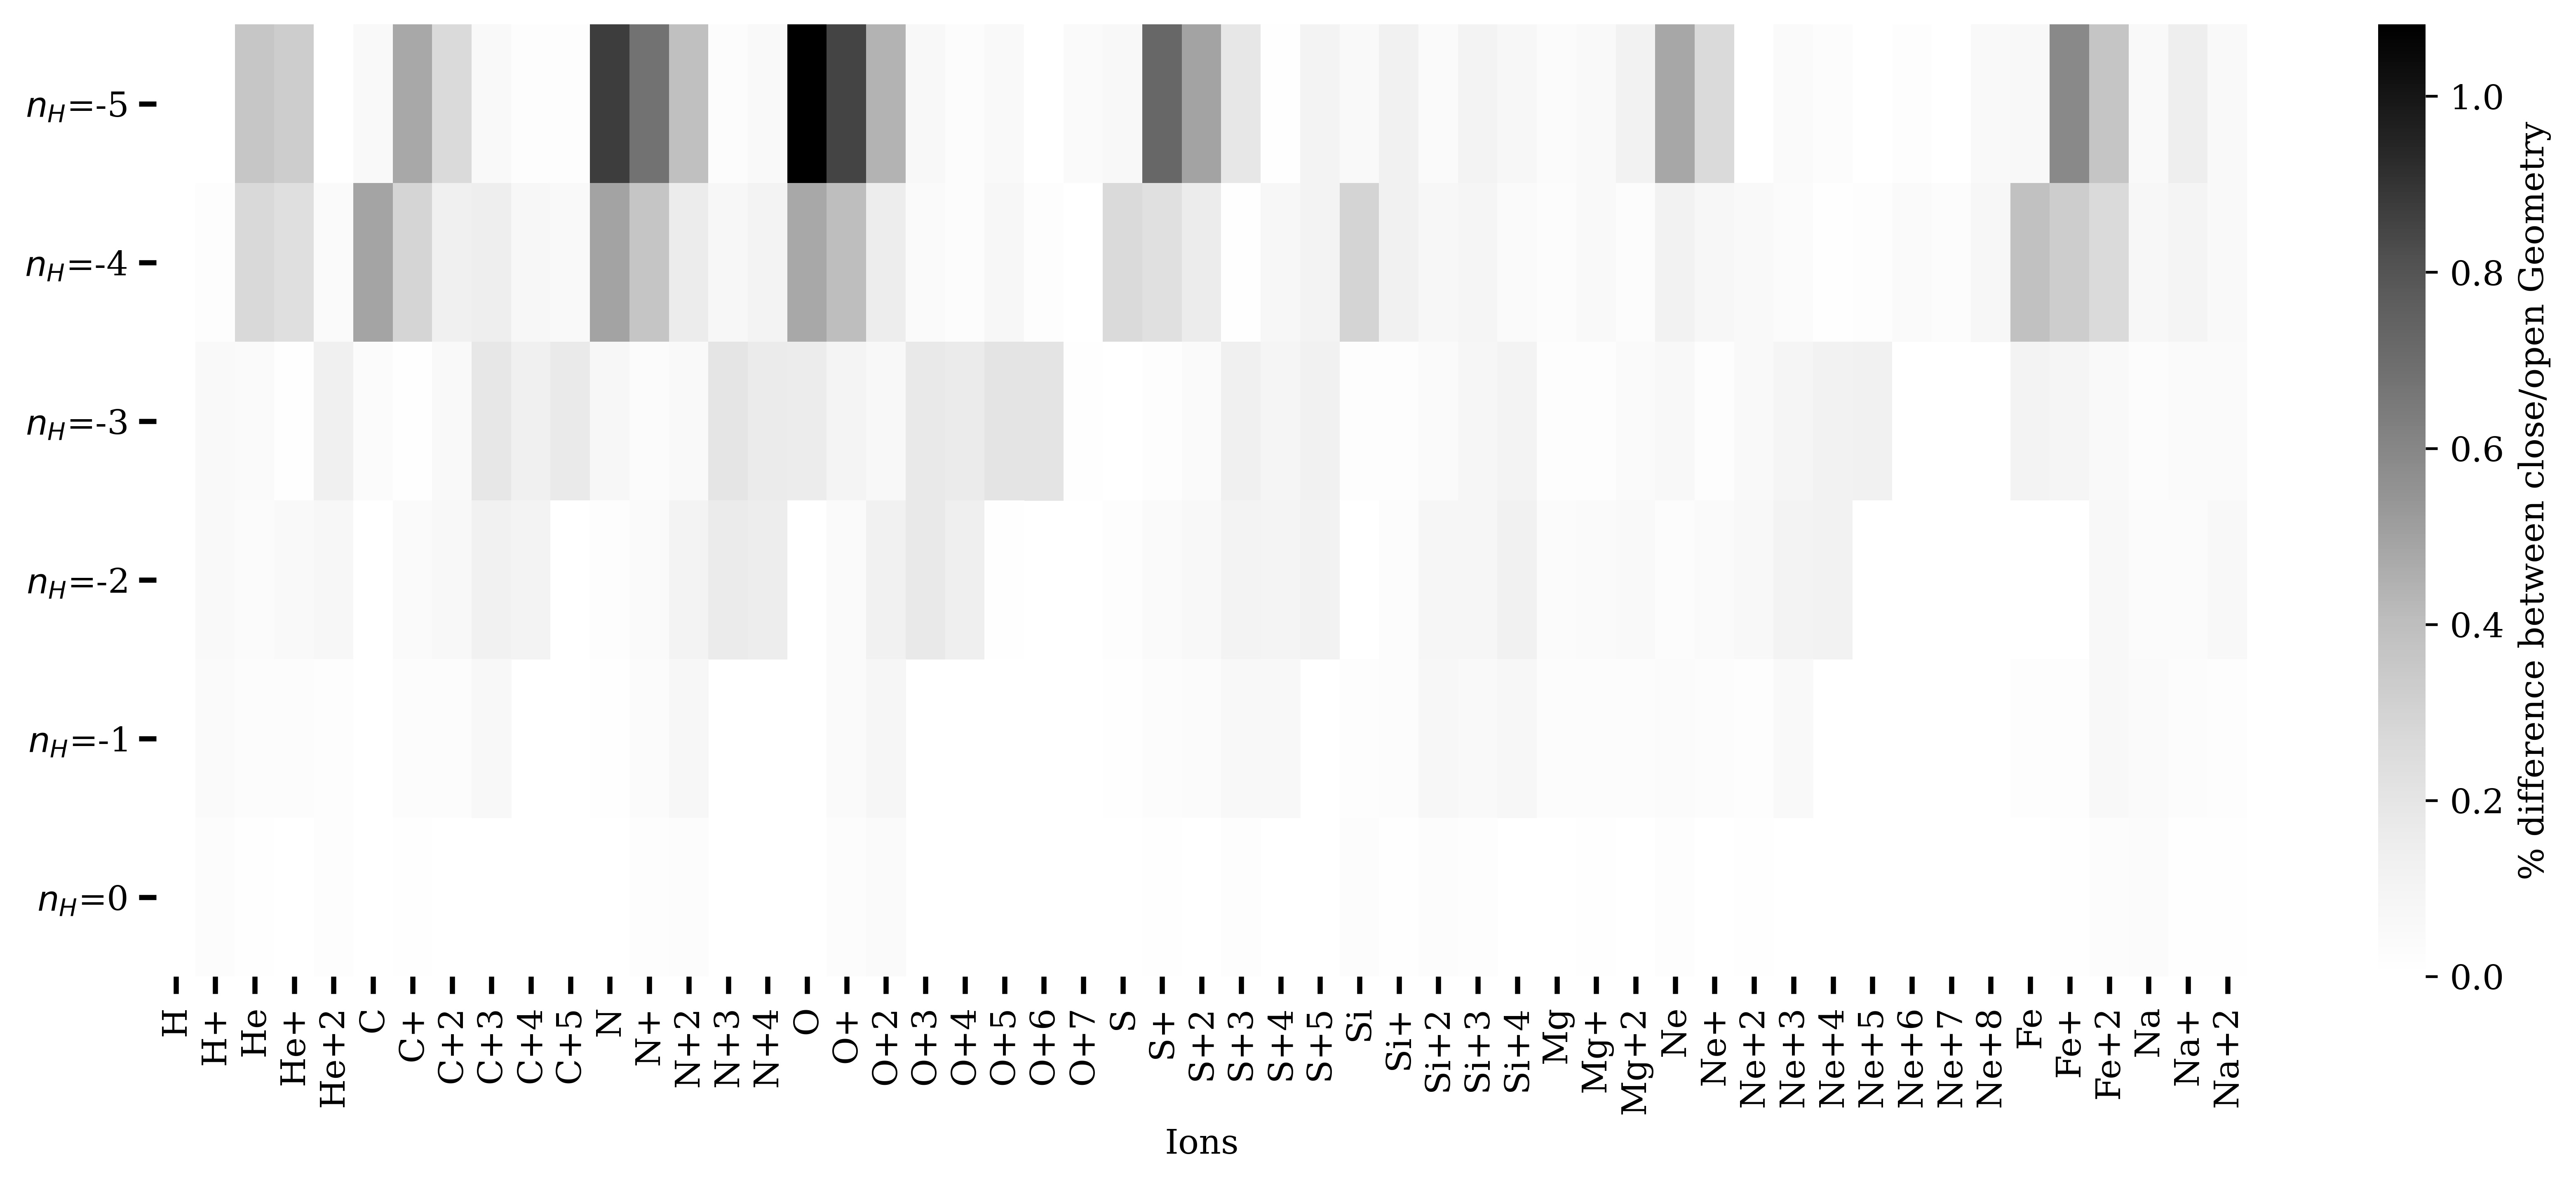 n_H=-5
n_H=-4
n_H=-3
n_H=-2
n_H=-1
n_H=0
H
H+
He
He+
He+2
C
C+
C+2
C+3
C+4
C+5
N
N+
N+2
N+3
N+4
O
O+
O+2
O+3
O+4
O+5
O+6
O+7
S
S+
S+2
S+3
S+4
S+5
Si
Si+
Si+2
Si+3
Si+4
Mg
Mg+
Mg+2
Ne
Ne+
Ne+2
Ne+3
Ne+4
Ne+5
Ne+6
Ne+7
Ne+8
Fe
Fe+
Fe+2
Na
Na+
Na+2
Ions
1.0
0.8
0.6
0.4
0.2
0.0
% difference between close/open Geometry